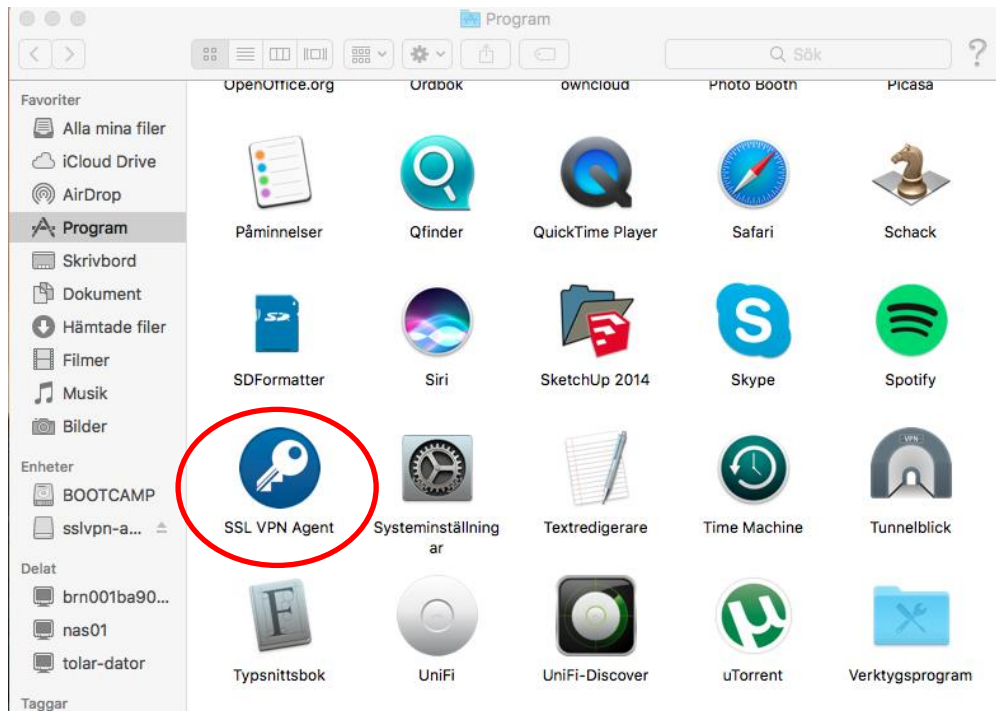 Program
Sök
?
Favoriter
Alla mina filer
iCloud Drive
AirDrop
Program
Skrivbord
Dokument
Hämtade filer
Filmer
Musik
Bilder
Enheter
BOOTCAMP
sslvpn-a...
Delat
brn001ba90...
nas01
tolar-dator
Taggar
OpenOffice.org Ordbok owncloud Photo Booth Picasa
Påminnelser Qfinder QuickTime Player Safari Schack
SD
SDFormatter Siri SketchUp 2014 Skype Spotify
VPN
SSL VPN Agent Systeminställning Textredigerare Time Machine Tunnelblick
ar
Typsnittsbok UniFi UniFi-Discover uTorrent Verktygsprogram